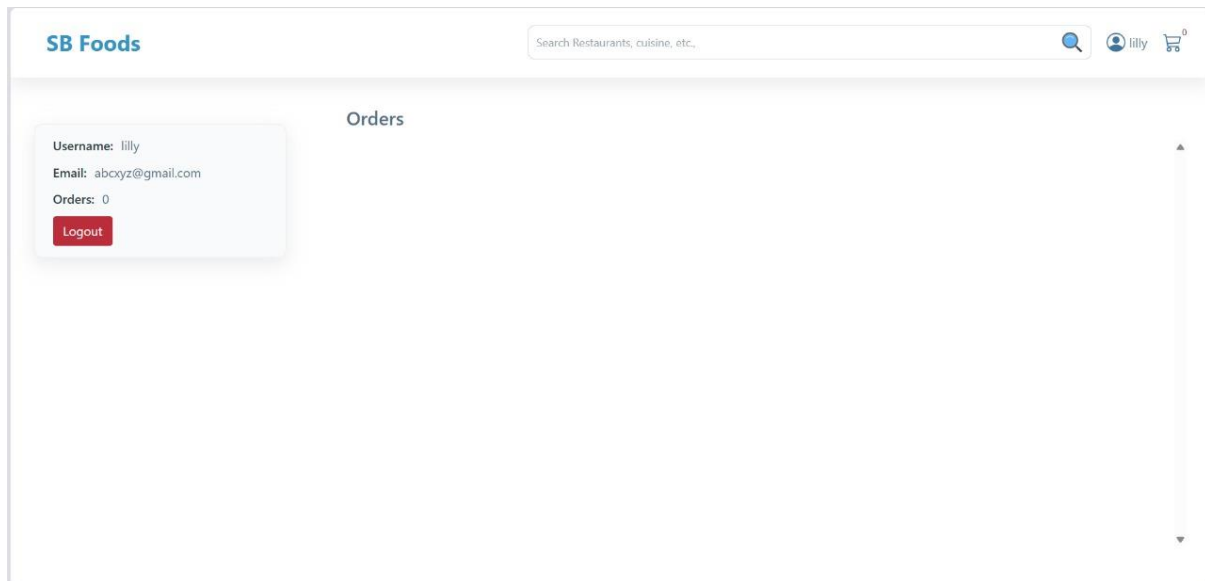 SB Foods
Search Restaurants, cuisine, etc.,
lilly
0
Orders
Username: lilly
Email: abcxyz@gmail.com
Orders: 0
Logout